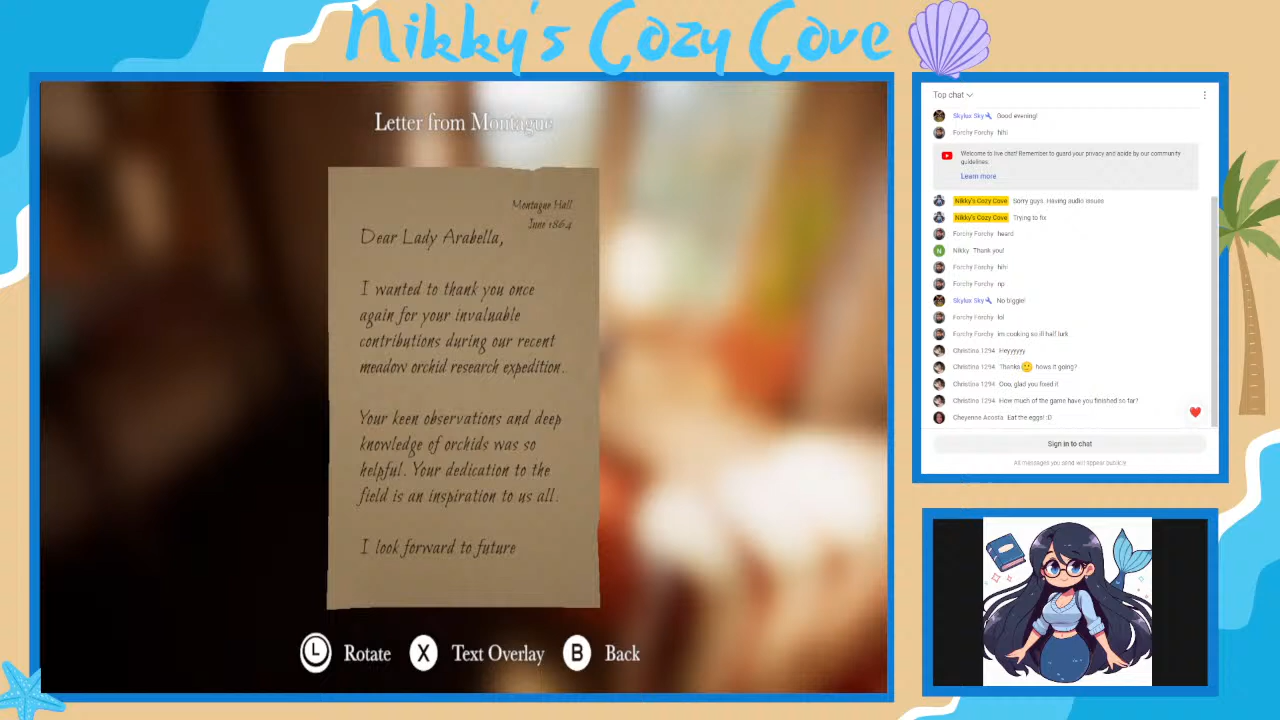 Nikky's Cozy Cove
Letter from Montague
Montague Hall
June 1864
Dear Lady Arabella,
I wanted to thank you once
again for your invaluable
contributions during our recent
meadow orchid research expedition.
Your keen observations and deep
knowledge of orchids was so
helpful. Your dedication to the
field is an inspiration to us all.
I look forward to future
L Rotate X Text Overlay B Back
Top chat
Skylux Sky Good evening!
Forchy Forchy hihi
Welcome to live chat! Remember to guard your privacy and abide by our community
guidelines.
Learn more
Nikky's Cozy Cove Sorry guys. Having audio issues
Nikky's Cozy Cove Trying to fix
Forchy Forchy heard
N Nikky Thank you!
Forchy Forchy hihi
Forchy Forchy np
Skylux Sky No biggie!
Forchy Forchy lol
Forchy Forchy im cooking so ill half lurk
Christina 1294 Heyyyyyy
Christina 1294 Thanks 🙂 hows it going?
Christina 1294 Ooo, glad you fixed it
Christina 1294 How much of the game have you finished so far?
Cheyenne Acosta Eat the eggs! :D
Sign in to chat
All messages you send will appear publicly